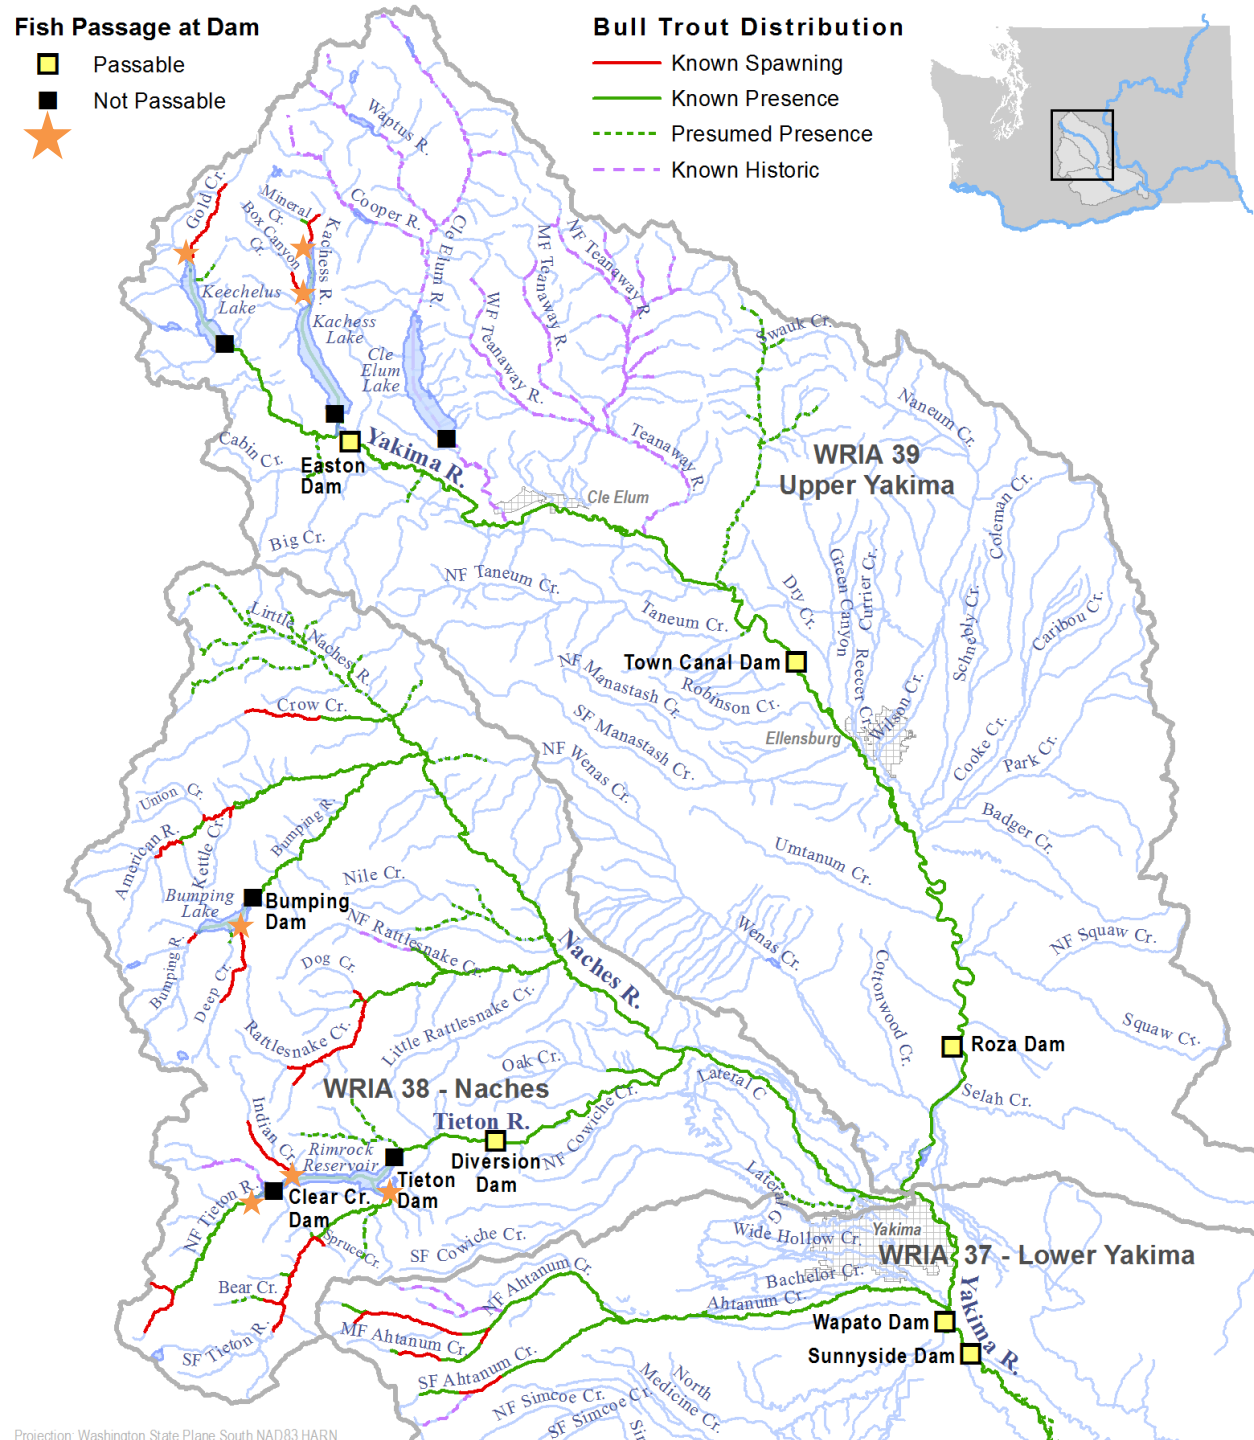 Fish Passage at Dam
Passable
Not Passable
Bull Trout Distribution
Known Spawning
Known Presence
Presumed Presence
Known Historic
Waptus R.
Gold Cr.
Mineral
Cr.
Box Canyon
Cr.
Kachess R.
Cooper R.
Cle Elum R.
MF Teanaway R.
NF Teanaway R.
WF Teanaway R.
Keechelus
Lake
Kachess
Lake
Cle
Elum
Lake
Swauk Cr.
Naneum Cr.
Cabin Cr.
Easton
Dam
Yakima R.
Teanaway R.
WRIA 39
Upper Yakima
Cle Elum
Coleman Cr.
Big Cr.
NF Taneum Cr.
Taneum Cr.
Dry Cr.
Green Canyon
Currier Cr.
Reecer Cr.
Schnebly Cr.
Caribou Cr.
Little
Naches R.
Town Canal Dam
NF Manastash Cr.
Robinson Cr.
Wilson Cr.
Crow Cr.
SF Manastash Cr.
Ellensburg
NF Wenas Cr.
Cooke Cr.
Park Cr.
Union Cr.
American R.
Kettle Cr.
Bumping R.
Badger Cr.
Umtanum Cr.
Nile Cr.
Bumping
Lake
Bumping
Dam
NF Rattlesnake Cr.
Naches R.
Wenas Cr.
Cottonwood Cr.
NF Squaw Cr.
Bumping R.
Deep Cr.
Dog Cr.
Rattlesnake Cr.
Little Rattlesnake Cr.
Squaw Cr.
Roza Dam
Oak Cr.
WRIA 38 - Naches
Lateral C
Selah Cr.
Indian Cr.
Tieton R.
Rimrock
Reservoir
NF Cowiche Cr.
Diversion
Dam
Tieton
Dam
Lateral G
NF Tieton R.
Clear Cr.
Dam
Yakima
Wide Hollow Cr.
Spruce Cr.
SF Cowiche Cr.
WRIA 37 - Lower Yakima
Bear Cr.
NF Ahtanum Cr.
Bachelor Cr.
Ahtanum Cr.
Yakima R.
Wapato Dam
SF Tieton R.
MF Ahtanum Cr.
Sunnyside Dam
SF Ahtanum Cr.
North
Medicine Cr.
NF Simcoe Cr.
SF Simcoe Cr.
Projection: Washington State Plane South NAD83 HARN